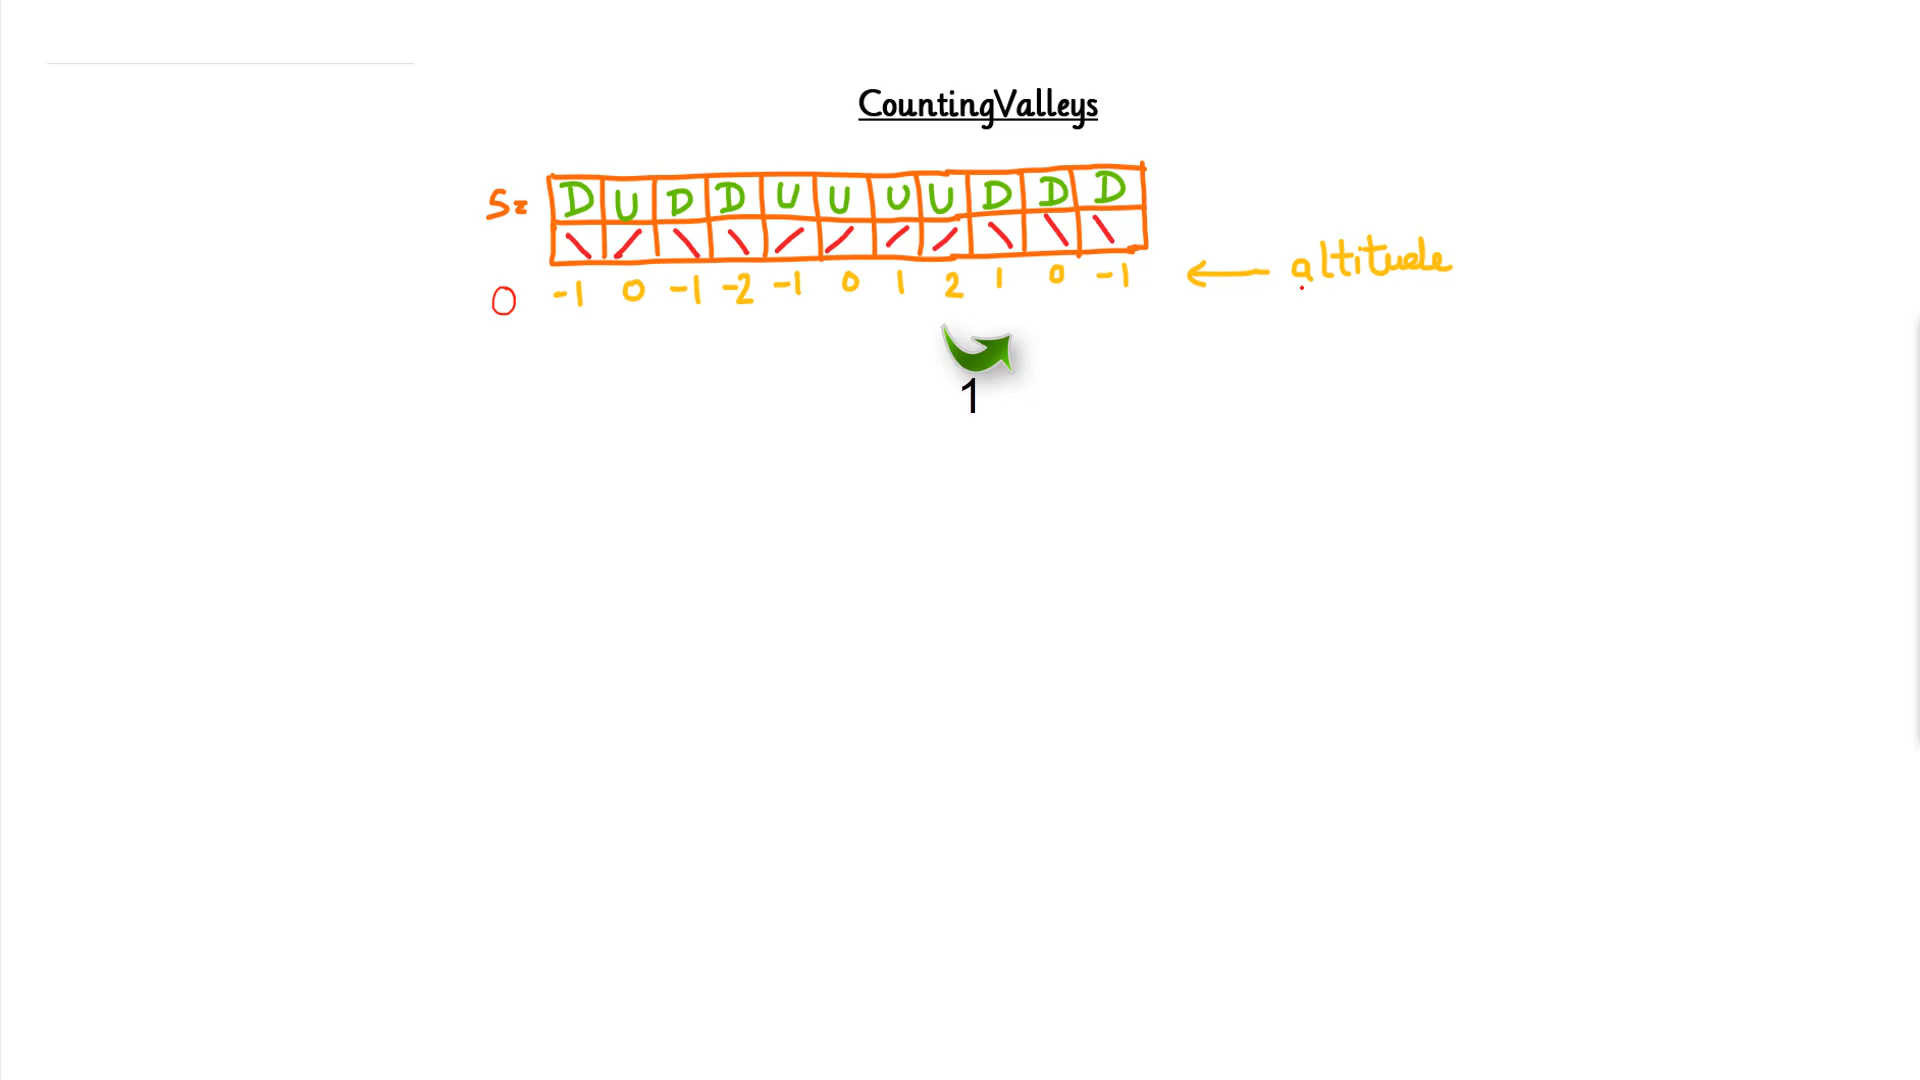 CountingValleys
S= D U D D U U U U D D D
0 -1 0 -1 -2 -1 0 1 2 1 0 -1 ← altitude
1